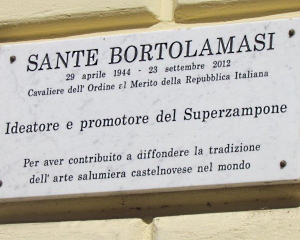 SANTE BORTOLAMASI
29 aprile 1944 - 23 settembre 2012
Cavaliere dell'Ordine al Merito della Repubblica Italiana
Ideatore e promotore del Superzampone
Per aver contribuito a diffondere la tradizione
dell'arte salumiera castelnovese nel mondo